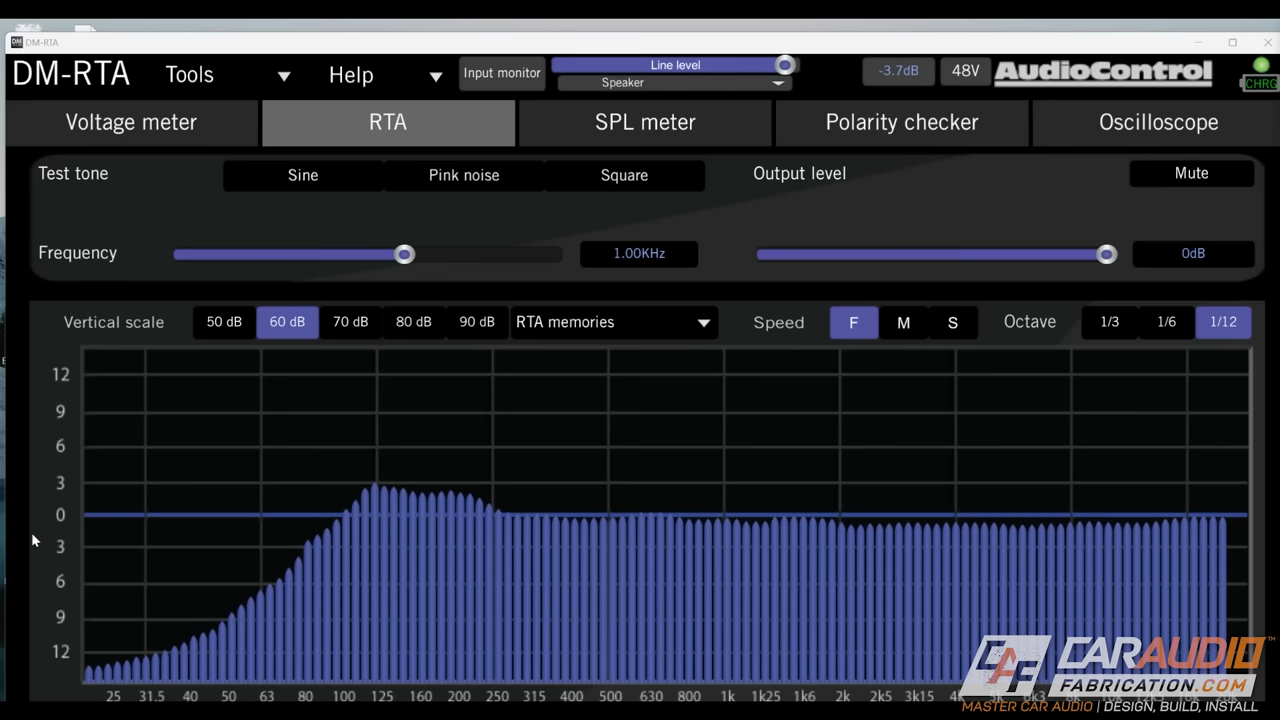 DM-RTA
DM-RTA Tools Help Input monitor Line level -3.7dB 48V AudioControl
Speaker CHRG
Voltage meter RTA SPL meter Polarity checker Oscilloscope
Test tone Sine Pink noise Square Output level Mute
Frequency 1.00KHz 0dB
Vertical scale 50 dB 60 dB 70 dB 80 dB 90 dB RTA memories Speed F M S Octave 1/3 1/6 1/12
12
9
6
3
0
3
6
9
12
25 31.5 40 50 63 80 100 125 160 200 250 315 400 500 630 800 1k 1k25 1k6 2k 2k5 3k15
CAF CARAUDIO™
FABRICATION.COM
MASTER CAR AUDIO | DESIGN, BUILD, INSTALL